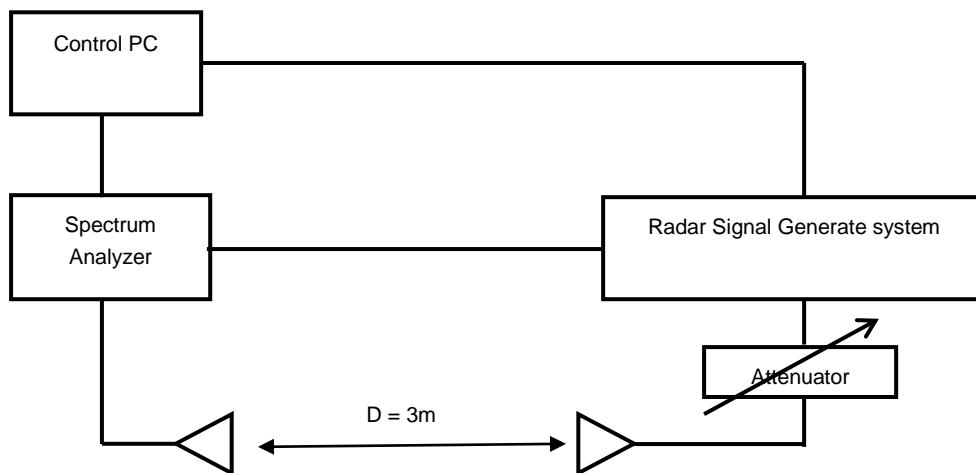 Control PC
Spectrum
Analyzer
Radar Signal Generate system
Attenuator
D = 3m